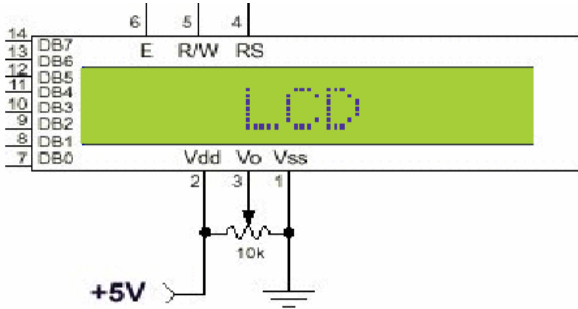 6 5 4
14 DB7 E R/W RS
13 DB6
12 DB5
11 DB4
10 DB3
9 DB2
8 DB1
7 DB0
LCD
Vdd Vo Vss
2 3 1
10k
+5V